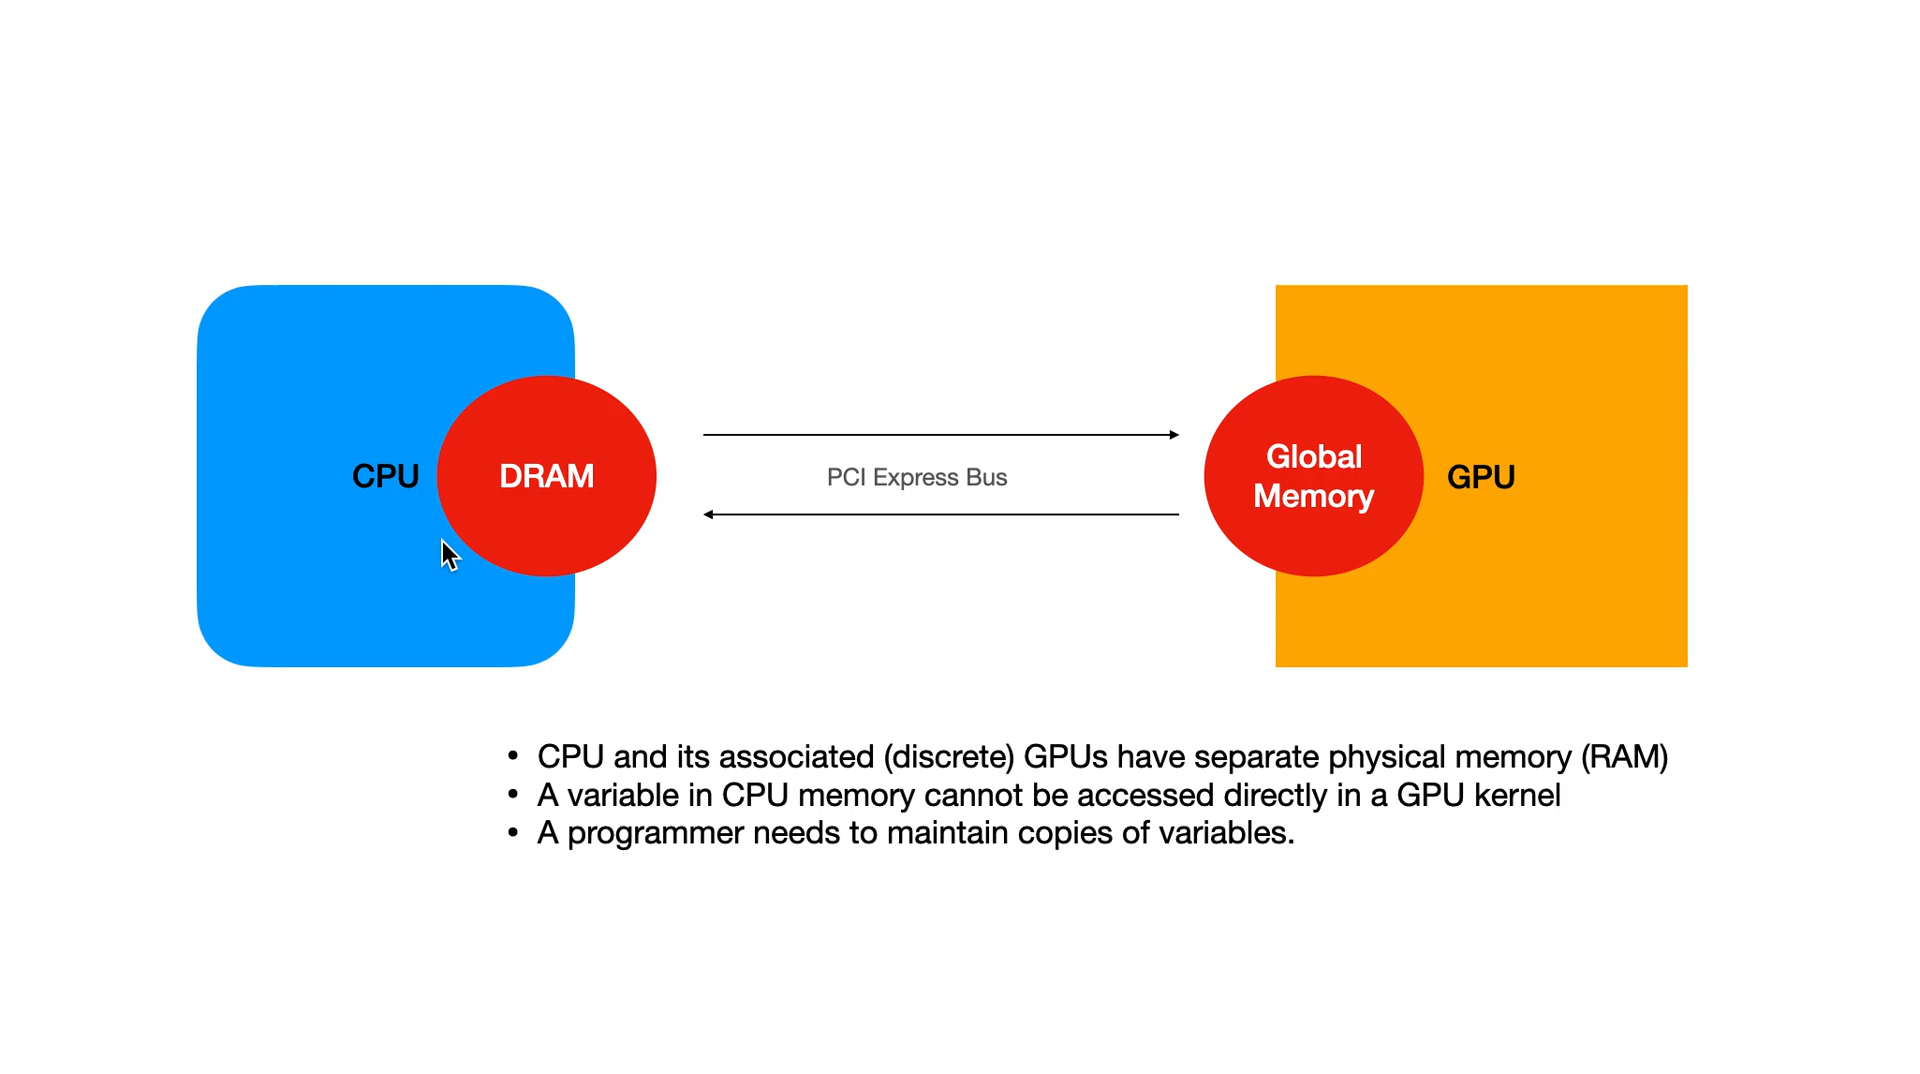 CPU
DRAM
PCI Express Bus
Global
Memory
GPU
• CPU and its associated (discrete) GPUs have separate physical memory (RAM)
• A variable in CPU memory cannot be accessed directly in a GPU kernel
• A programmer needs to maintain copies of variables.